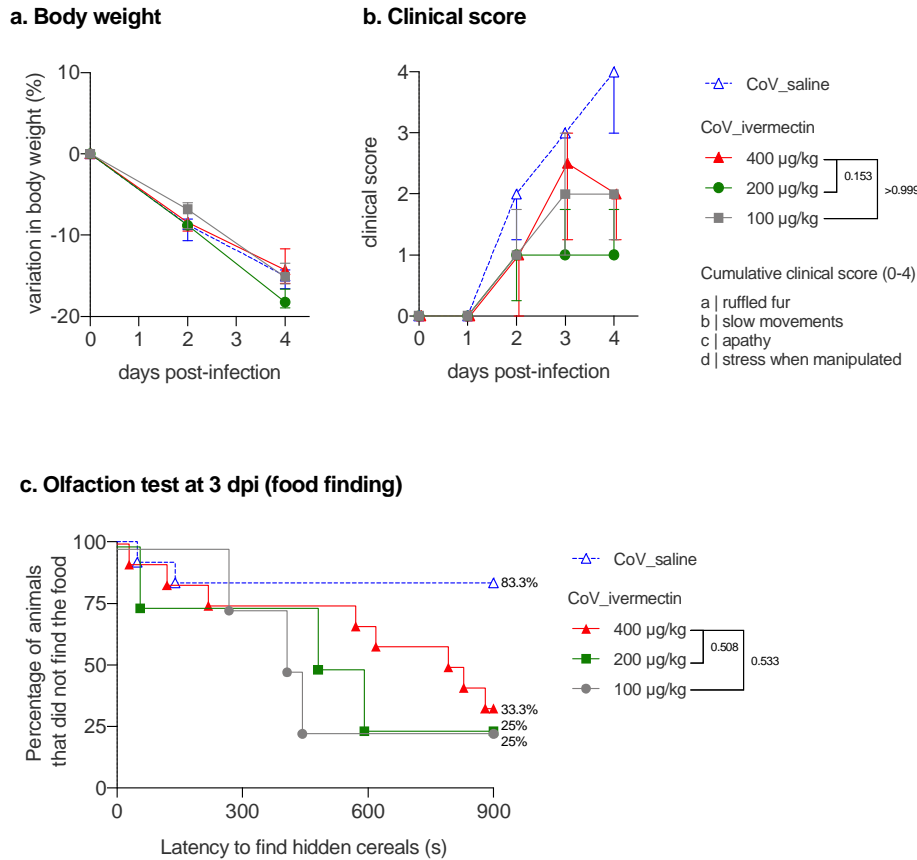 a. Body weight
variation in body weight (%)
10
0
-10
-20
0
1
2
3
4
days post-infection
b. Clinical score
clinical score
4
3
2
1
0
0
1
2
3
4
days post-infection
CoV_saline
CoV_ivermectin
400 µg/kg
200 µg/kg
100 µg/kg
0.153
>0.999
Cumulative clinical score (0-4)
a | ruffled fur
b | slow movements
c | apathy
d | stress when manipulated
c. Olfaction test at 3 dpi (food finding)
Percentage of animals
that did not find the food
100
75
50
25
0
0
300
600
900
83.3%
33.3%
25%
25%
Latency to find hidden cereals (s)
CoV_saline
CoV_ivermectin
400 µg/kg
200 µg/kg
100 µg/kg
0.508
0.533